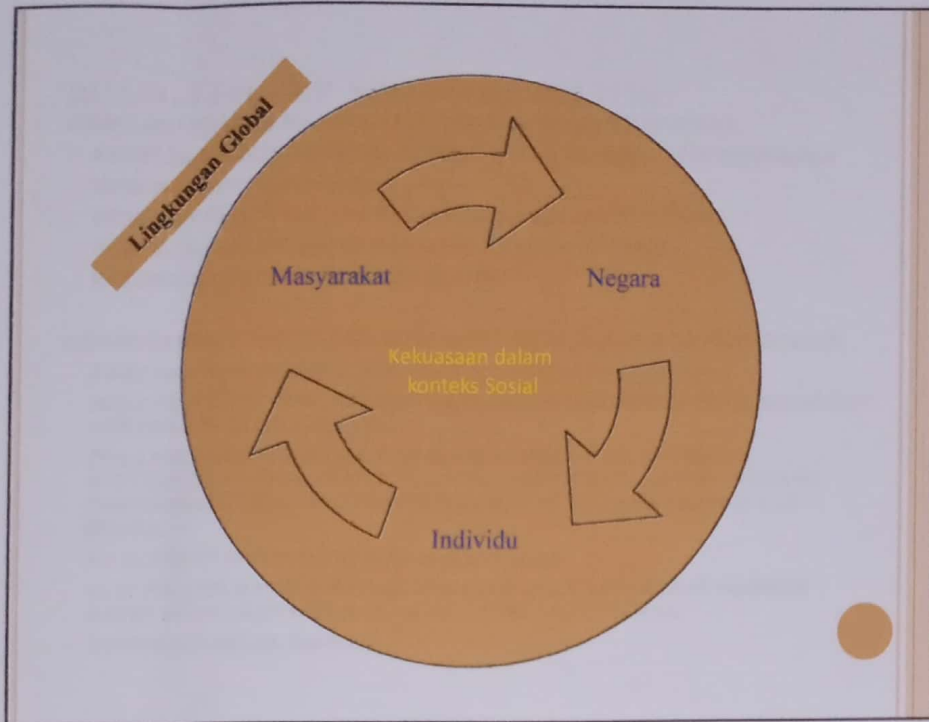 Lingkungan Global
Masyarakat
Negara
Kekuasaan dalam
konteks Sosial
Individu